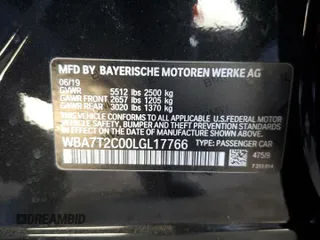 MFD BY BAYERISCHE MOTOREN WERKE AG
06/19
GVWR 5512 lbs 2500 kg
GAWR FRONT 2657 lbs 1205 kg
GAWR REAR 3020 lbs 1370 kg
THIS VEHICLE CONFORMS TO ALL APPLICABLE
U.S. FEDERAL MOTOR
VEHICLE SAFETY, BUMPER, AND THEFT PREVENTION STANDARDS
IN EFFECT ON THE DATE OF MANUFACTURE SHOWN ABOVE
WBA7T2C00LGL17766 TYPE: PASSENGER CAR
475/9
DREAMBID